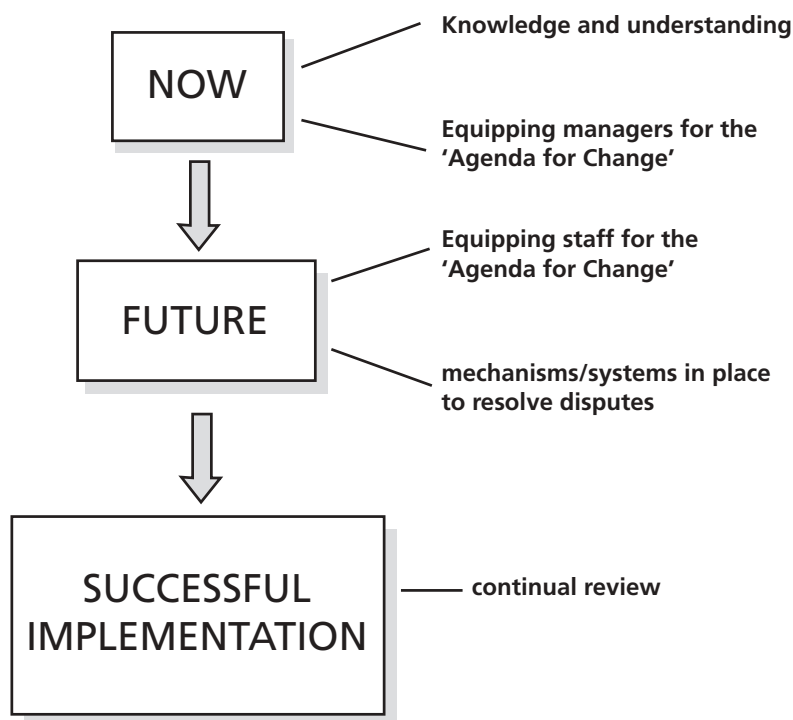 NOW
Knowledge and understanding
Equipping managers for the
‘Agenda for Change’
FUTURE
Equipping staff for the
‘Agenda for Change’
mechanisms/systems in place
to resolve disputes
SUCCESSFUL
IMPLEMENTATION
continual review